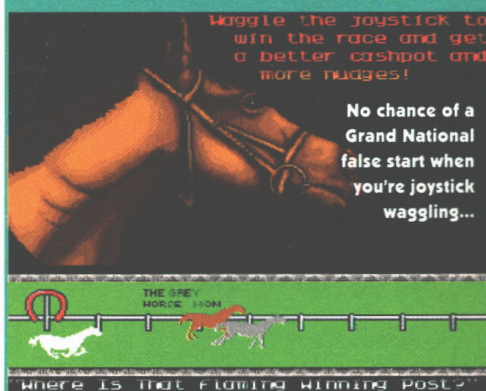 Waggle the joystick to
win the race and get
a better cashpot and
more nudges!
No chance of a
Grand National
false start when
you're joystick
waggling...
THE GREY
HORSE WON
"Where Is That Flaming Winning Post?"